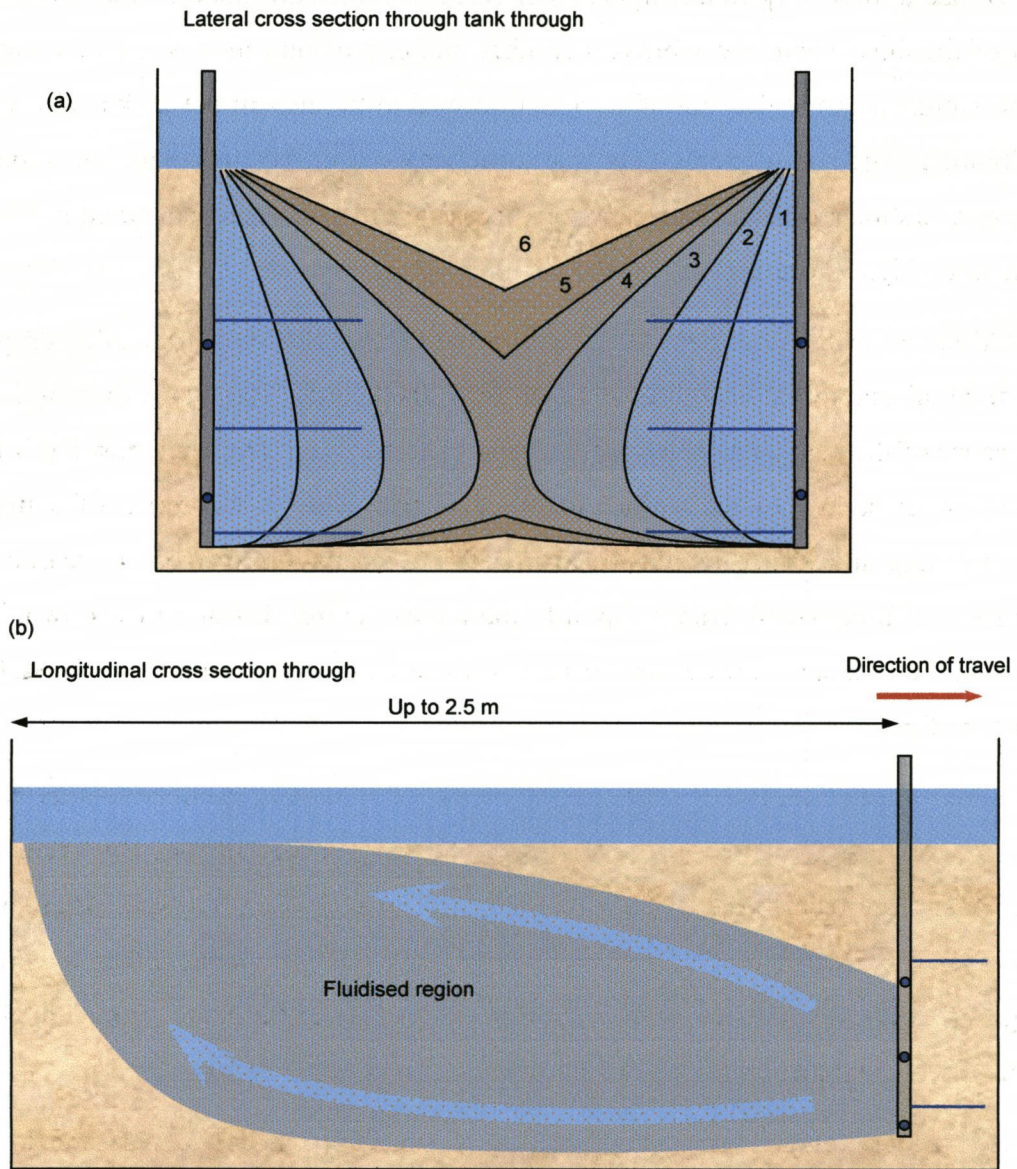 Lateral cross section through tank through
(a)
1
2
3
4
5
6
(b)
Longitudinal cross section through
Direction of travel
Up to 2.5 m
Fluidised region